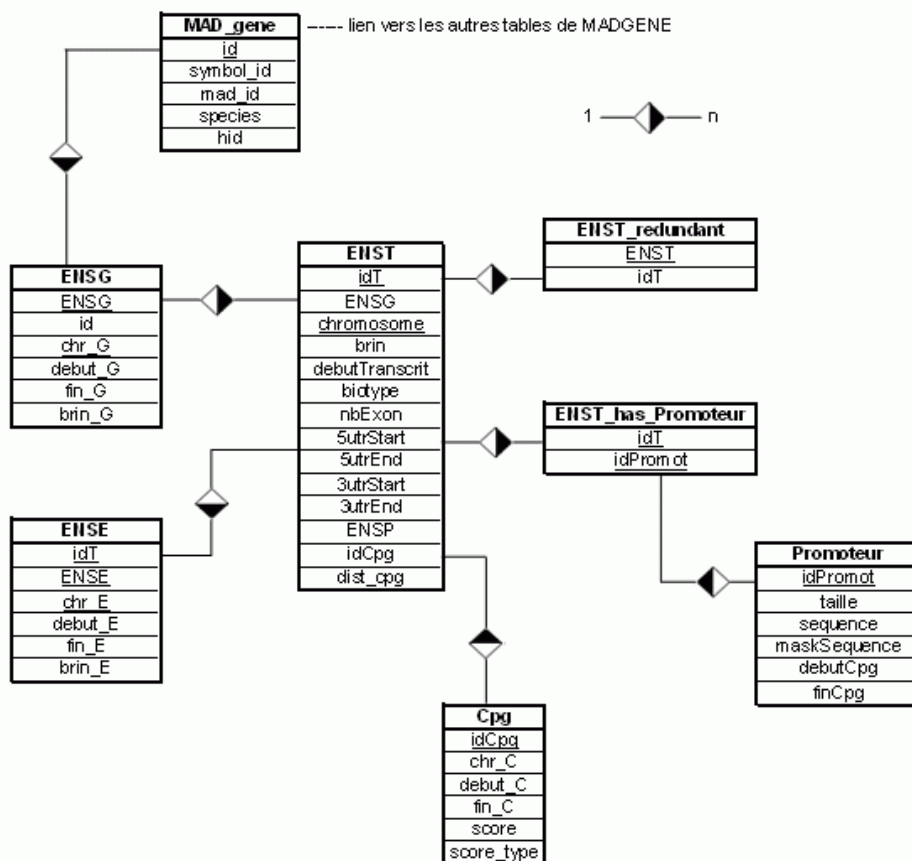 MAD_gene
----- lien vers les autres tables de MADGENE
id
symbol_id
mad_id
species
hid
1
n
ENSG
ENSG
id
chr_G
debut_G
fin_G
brin_G
ENST
idT
ENSG
chromosome
brin
debutTranscrit
biotype
nbExon
5utrStart
5utrEnd
3utrStart
3utrEnd
ENSP
idCpg
dist_cpg
ENST_redundant
ENST
idT
ENST_has_Promoteur
idT
idPromot
ENSE
idT
ENSE
chr_E
debut_E
fin_E
brin_E
Promoteur
idPromot
taille
sequence
maskSequence
debutCpg
finCpg
Cpg
idCpg
chr_C
debut_C
fin_C
score
score_type